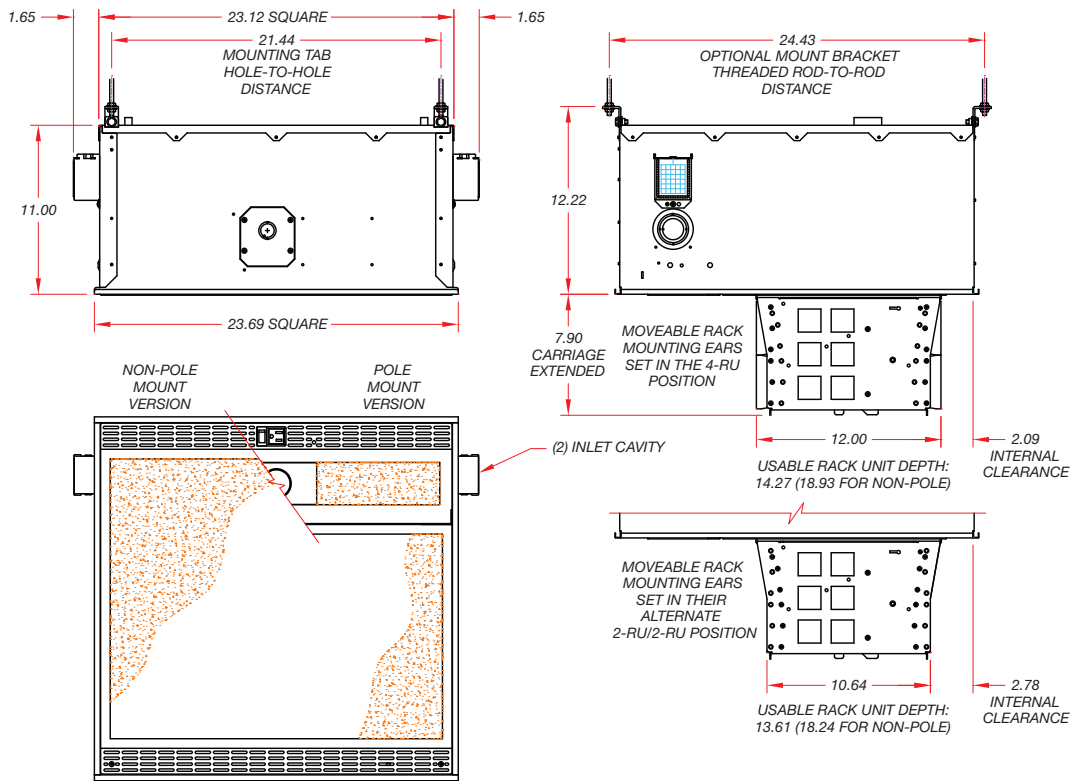 1.65
23.12 SQUARE
1.65
21.44
MOUNTING TAB
HOLE-TO-HOLE
DISTANCE
11.00
23.69 SQUARE
24.43
OPTIONAL MOUNT BRACKET
THREADED ROD-TO-ROD
DISTANCE
12.22
7.90
CARRIAGE
EXTENDED
MOVEABLE RACK
MOUNTING EARS
SET IN THE 4-RU
POSITION
12.00
2.09
INTERNAL
CLEARANCE
USABLE RACK UNIT DEPTH:
14.27 (18.93 FOR NON-POLE)
NON-POLE
MOUNT
VERSION
POLE
MOUNT
VERSION
(2) INLET CAVITY
MOVEABLE RACK
MOUNTING EARS
SET IN THEIR
ALTERNATE
2-RU/2-RU POSITION
10.64
2.78
INTERNAL
CLEARANCE
USABLE RACK UNIT DEPTH:
13.61 (18.24 FOR NON-POLE)